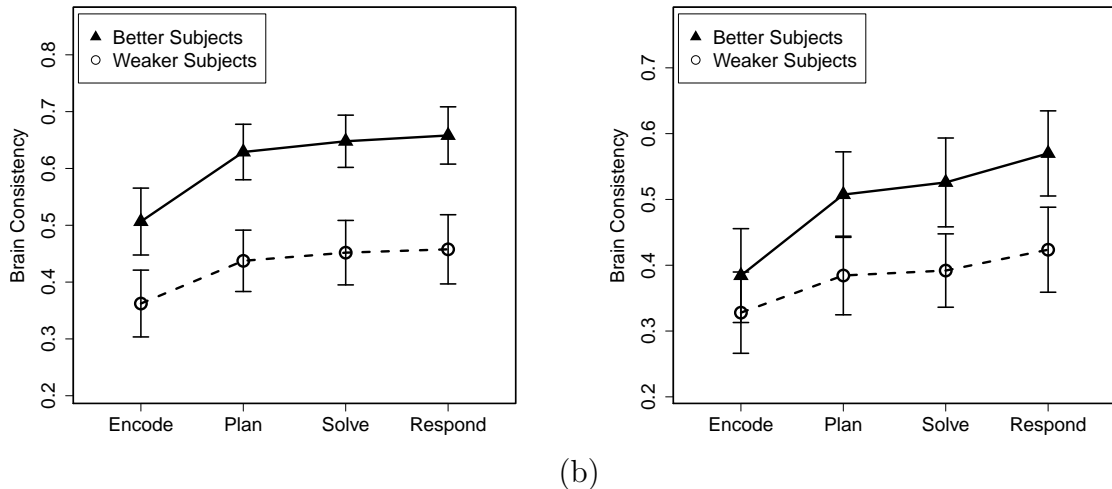 Better Subjects
Weaker Subjects
Brain Consistency
0.8
0.7
0.6
0.5
0.4
0.3
0.2
Encode Plan Solve Respond
Better Subjects
Weaker Subjects
Brain Consistency
0.7
0.6
0.5
0.4
0.3
0.2
Encode Plan Solve Respond
(b)